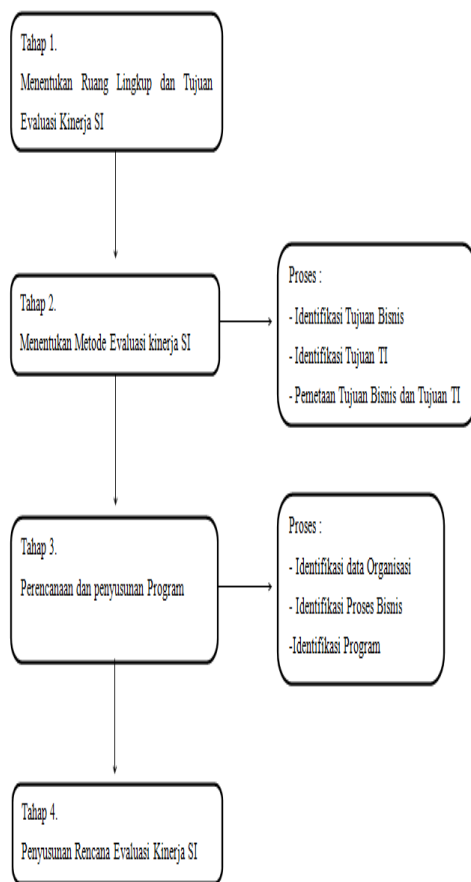 Tahap 1.
Menentukan Ruang Lingkup dan Tujuan
Evaluasi Kinerja SI
Tahap 2.
Menentukan Metode Evaluasi kinerja SI
Proses :
- Identifikasi Tujuan Bisnis
- Identifikasi Tujuan TI
- Pemetaan Tujuan Bisnis dan Tujuan TI
Tahap 3.
Perencanaan dan penyusunan Program
Proses :
- Identifikasi data Organisasi
- Identifikasi Proses Bisnis
-Identifikasi Program
Tahap 4.
Penyusunan Rencana Evaluasi Kinerja SI